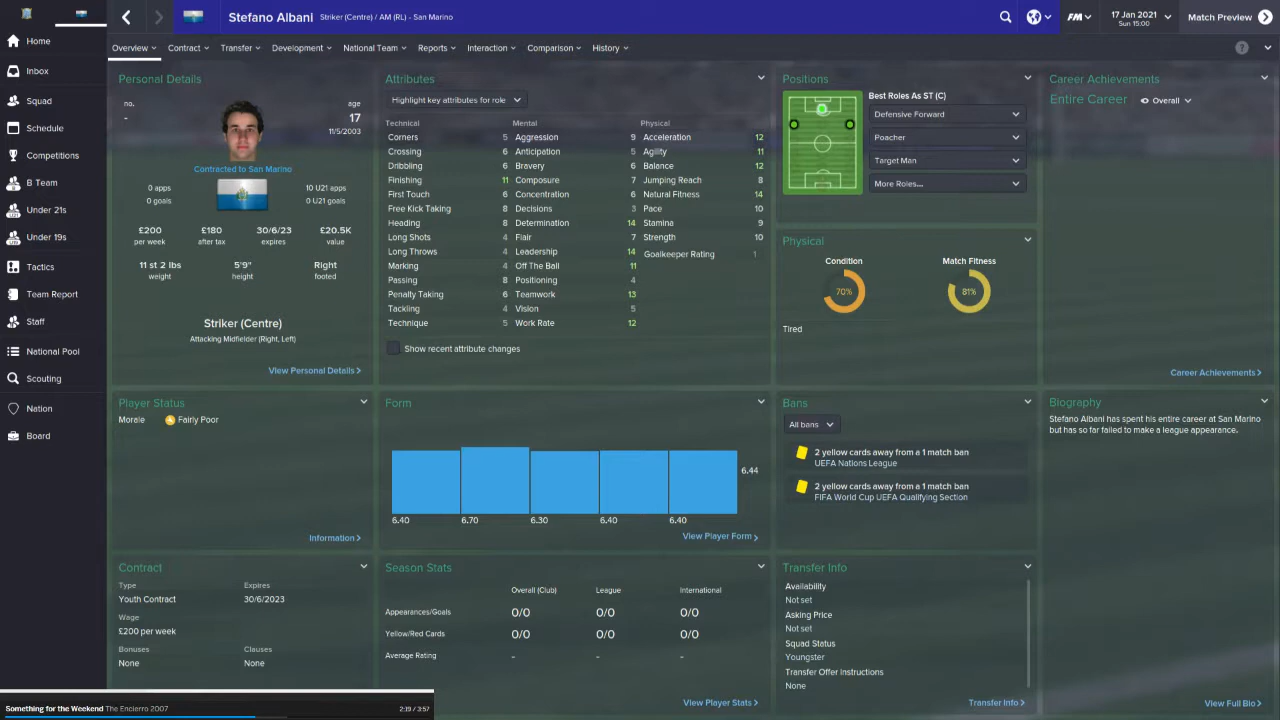 Stefano Albani Striker (Centre) / AM (RL) - San Marino
FM
17 Jan 2021
Sun 15:00
Match Preview
Home
Inbox
Squad
Schedule
Competitions
B Team
Under 21s
Under 19s
Tactics
Team Report
Staff
National Pool
Scouting
Nation
Board
Overview Contract Transfer Development National Team Reports Interaction Comparison History
?
Personal Details
no.
age
17
11/5/2003
Contracted to San Marino
0 apps
0 goals
10 U21 apps
0 U21 goals
£200 £180 30/6/23 £20.5K
per week after tax expires value
11 st 2 lbs 5'9" Right
weight height footed
Striker (Centre)
Attacking Midfielder (Right, Left)
View Personal Details >
Attributes
Highlight key attributes for role
Technical Mental Physical
Corners 5 Aggression 9 Acceleration 12
Crossing 6 Anticipation 5 Agility 11
Dribbling 6 Bravery 6 Balance 12
Finishing 11 Composure 7 Jumping Reach 8
First Touch 6 Concentration 6 Natural Fitness 14
Free Kick Taking 8 Decisions 3 Pace 10
Heading 8 Determination 14 Stamina 9
Long Shots 4 Flair 7 Strength 10
Long Throws 4 Leadership 14 Goalkeeper Rating 1
Marking 4 Off The Ball 11
Passing 8 Positioning 4
Penalty Taking 6 Teamwork 13
Tackling 4 Vision 5
Technique 5 Work Rate 12
Show recent attribute changes
Positions
Best Roles As ST (C)
Defensive Forward
Poacher
Target Man
More Roles...
Physical
Condition Match Fitness
70% 81%
Tired
Career Achievements
Entire Career Overall
Career Achievements >
Player Status
Morale Fairly Poor
Information >
Form
6.44
6.40 6.70 6.30 6.40 6.40
View Player Form >
Bans
All bans
2 yellow cards away from a 1 match ban
UEFA Nations League
2 yellow cards away from a 1 match ban
FIFA World Cup UEFA Qualifying Section
Biography
Stefano Albani has spent his entire career at San Marino
but has so far failed to make a league appearance.
View Full Bio >
Contract
Type Expires
Youth Contract 30/6/2023
Wage
£200 per week
Bonuses Clauses
None None
Season Stats
Overall (Club) League International
Appearances/Goals 0/0 0/0 0/0
Yellow/Red Cards 0/0 0/0 0/0
Average Rating - - -
View Player Stats >
Transfer Info
Availability
Not set
Asking Price
Not set
Squad Status
Youngster
Transfer Offer Instructions
None
Transfer Info >
Something for the Weekend The Encierro 2007 2:19 / 3:57